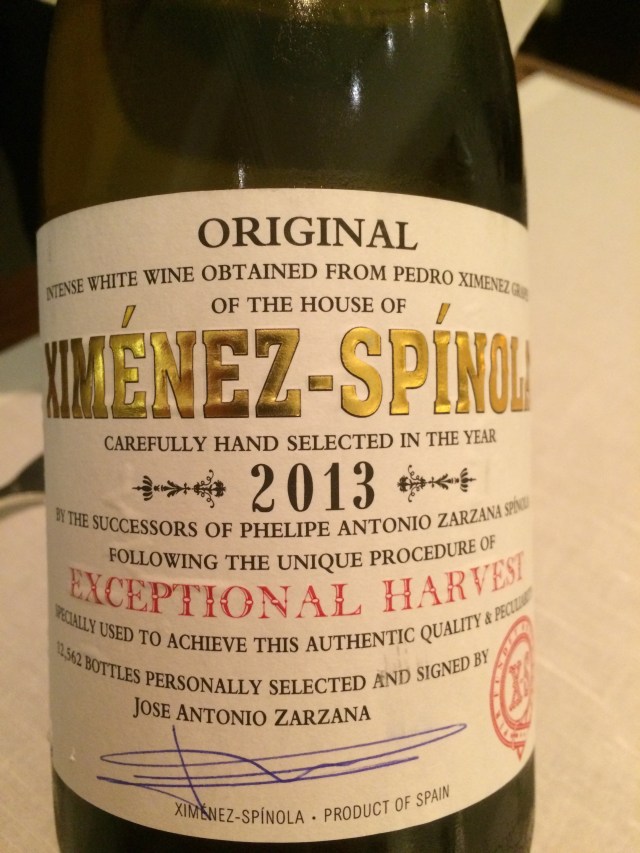 ORIGINAL
INTENSE WHITE WINE OBTAINED FROM PEDRO XIMENEZ GRAPE
OF THE HOUSE OF
XIMÉNEZ-SPÍNOLA
CAREFULLY HAND SELECTED IN THE YEAR
2013
BY THE SUCCESSORS OF PHELIPE ANTONIO ZARZANA SPÍNOLA
FOLLOWING THE UNIQUE PROCEDURE OF
EXCEPTIONAL HARVEST
SPECIALLY USED TO ACHIEVE THIS AUTHENTIC QUALITY &
BOTTLES PERSONALLY SELECTED AND SIGNED BY
JOSE ANTONIO ZARZANA
XIMÉNEZ-SPÍNOLA • PRODUCT OF SPAIN